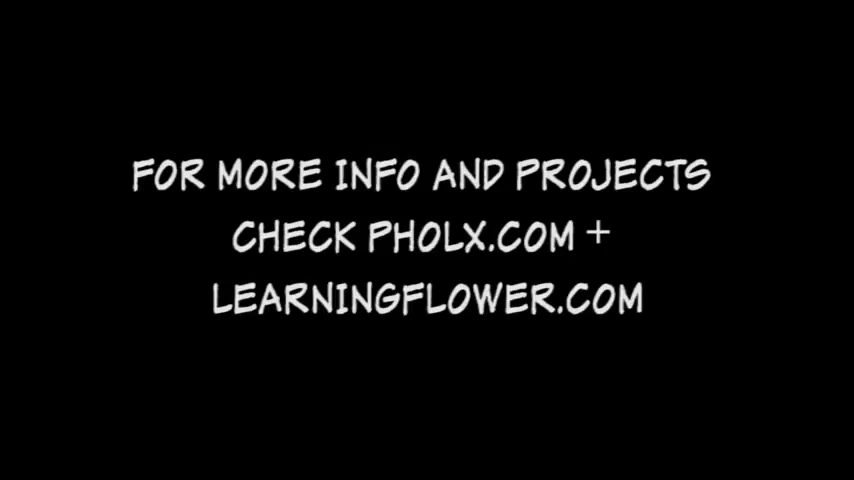 FOR MORE INFO AND PROJECTS
CHECK PHOLX.COM +
LEARNINGFLOWER.COM